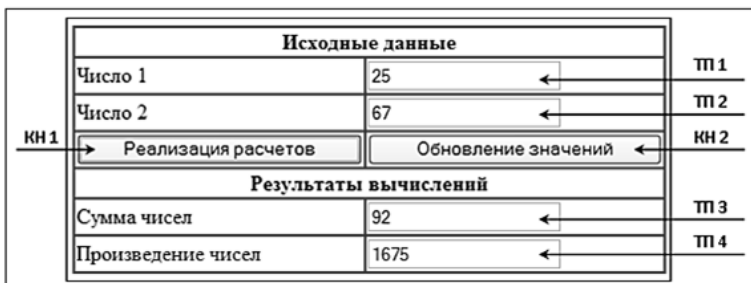 Исходные данные
Число 1 25 ТП 1
Число 2 67 ТП 2
КН 1 Реализация расчетов Обновление значений КН 2
Результаты вычислений
Сумма чисел 92 ТП 3
Произведение чисел 1675 ТП 4